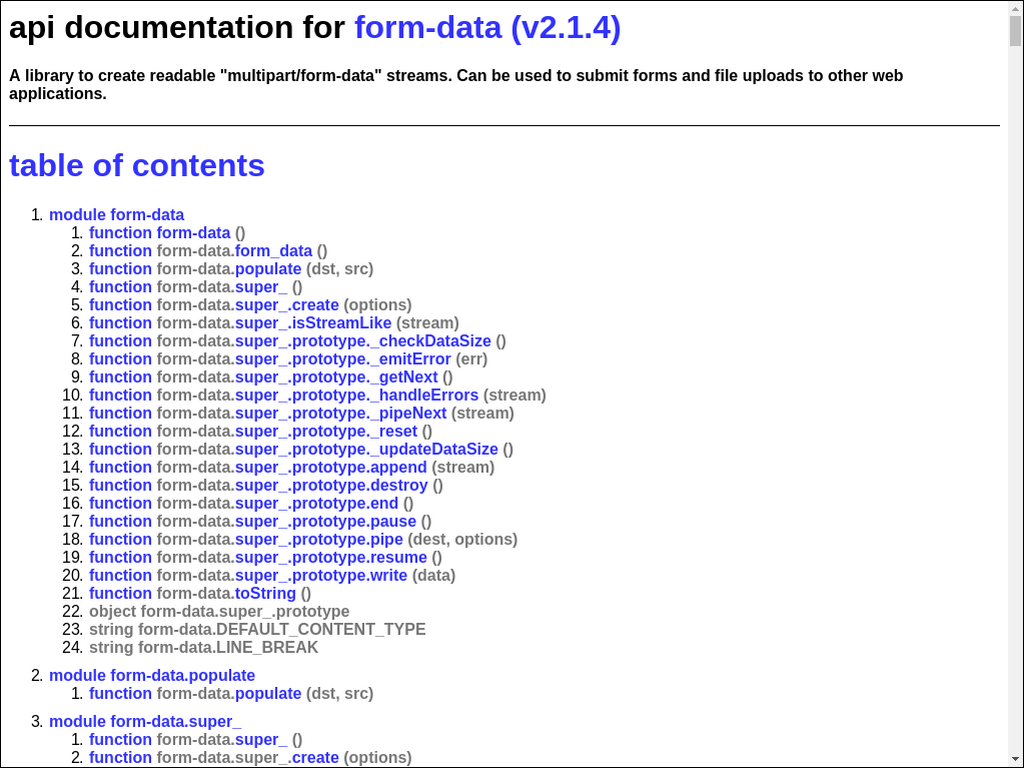 api documentation for form-data (v2.1.4)
A library to create readable "multipart/form-data" streams. Can be used to submit forms and file uploads to other web
applications.
table of contents
1. module form-data
1. function form-data ()
2. function form-data.form_data ()
3. function form-data.populate (dst, src)
4. function form-data.super_ ()
5. function form-data.super_.create (options)
6. function form-data.super_.isStreamLike (stream)
7. function form-data.super_.prototype._checkDataSize ()
8. function form-data.super_.prototype._emitError (err)
9. function form-data.super_.prototype._getNext ()
10. function form-data.super_.prototype._handleErrors (stream)
11. function form-data.super_.prototype._pipeNext (stream)
12. function form-data.super_.prototype._reset ()
13. function form-data.super_.prototype._updateDataSize ()
14. function form-data.super_.prototype.append (stream)
15. function form-data.super_.prototype.destroy ()
16. function form-data.super_.prototype.end ()
17. function form-data.super_.prototype.pause ()
18. function form-data.super_.prototype.pipe (dest, options)
19. function form-data.super_.prototype.resume ()
20. function form-data.super_.prototype.write (data)
21. function form-data.toString ()
22. object form-data.super_.prototype
23. string form-data.DEFAULT_CONTENT_TYPE
24. string form-data.LINE_BREAK
2. module form-data.populate
1. function form-data.populate (dst, src)
3. module form-data.super_
1. function form-data.super_ ()
2. function form-data.super_.create (options)